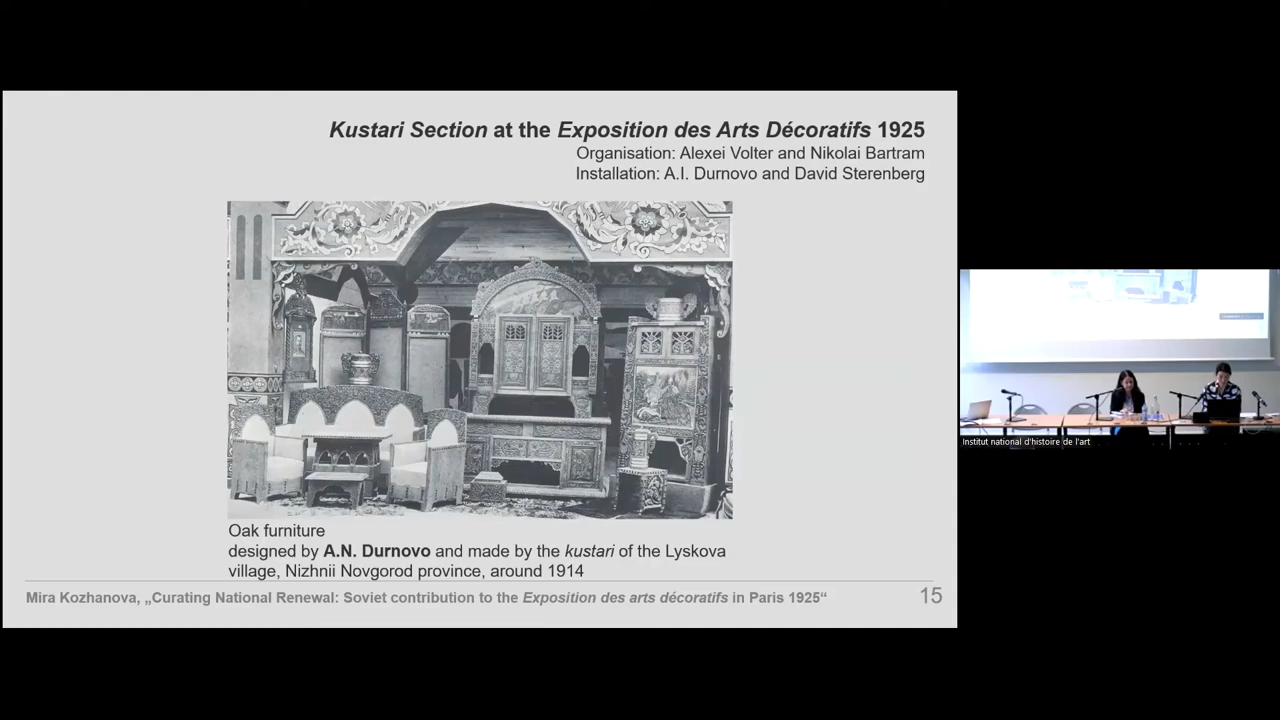 Kustari Section at the Exposition des Arts Décoratifs 1925
Organisation: Alexei Volter and Nikolai Bartram
Installation: A.I. Durnovo and David Sterenberg
Oak furniture
designed by A.N. Durnovo and made by the kustari of the Lyskova
village, Nizhnii Novgorod province, around 1914
Mira Kozhanova, „Curating National Renewal: Soviet contribution to the Exposition des arts décoratifs in Paris 1925“
15
Institut national d'histoire de l'art